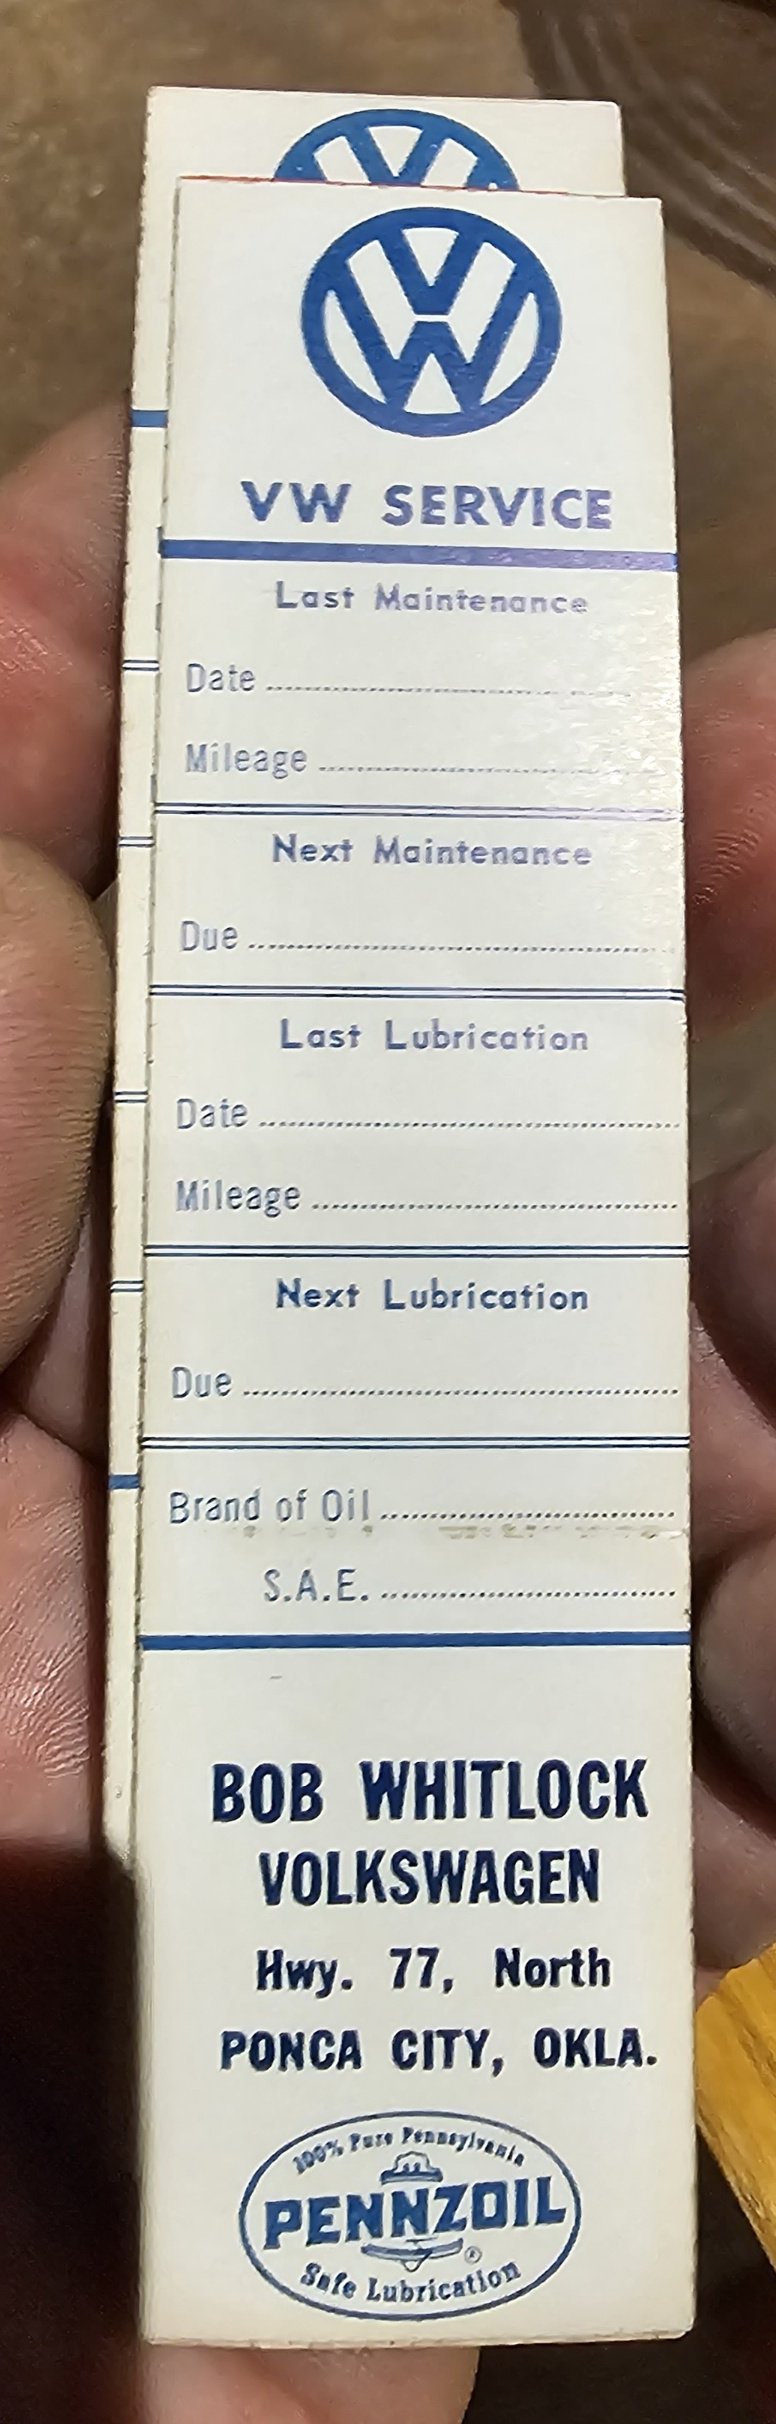 VW SERVICE
Last Maintenance
Date
Mileage
Next Maintenance
Due
Last Lubrication
Date
Mileage
Next Lubrication
Due
Brand of Oil
S.A.E.
BOB WHITLOCK
VOLKSWAGEN
Hwy. 77, North
PONCA CITY, OKLA.
100% Pure Pennsylvania
PENNZOIL
®
Safe Lubrication